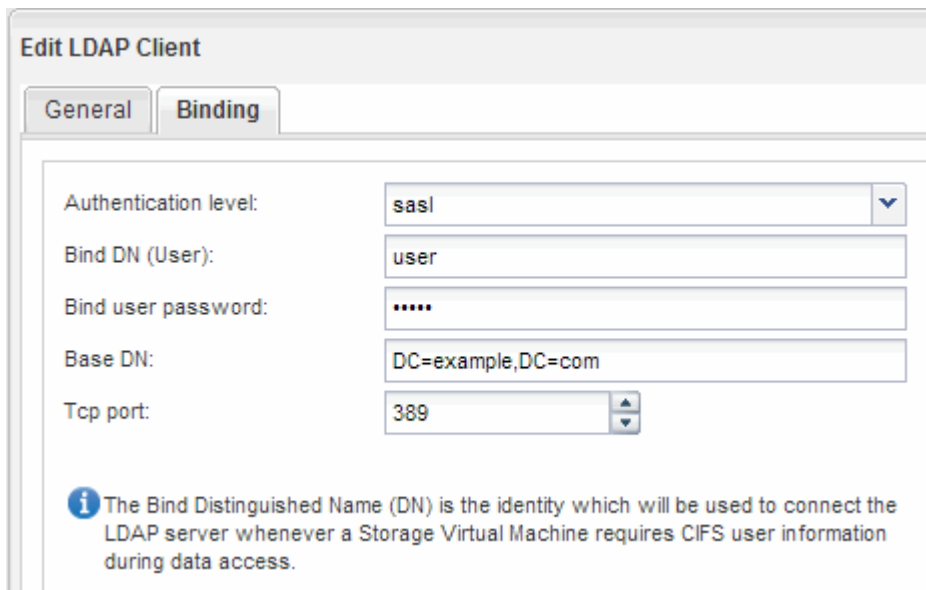 Edit LDAP Client
General Binding
Authentication level: sasl
Bind DN (User): user
Bind user password: •••••
Base DN: DC=example,DC=com
Tcp port: 389
The Bind Distinguished Name (DN) is the identity which will be used to connect the
LDAP server whenever a Storage Virtual Machine requires CIFS user information
during data access.